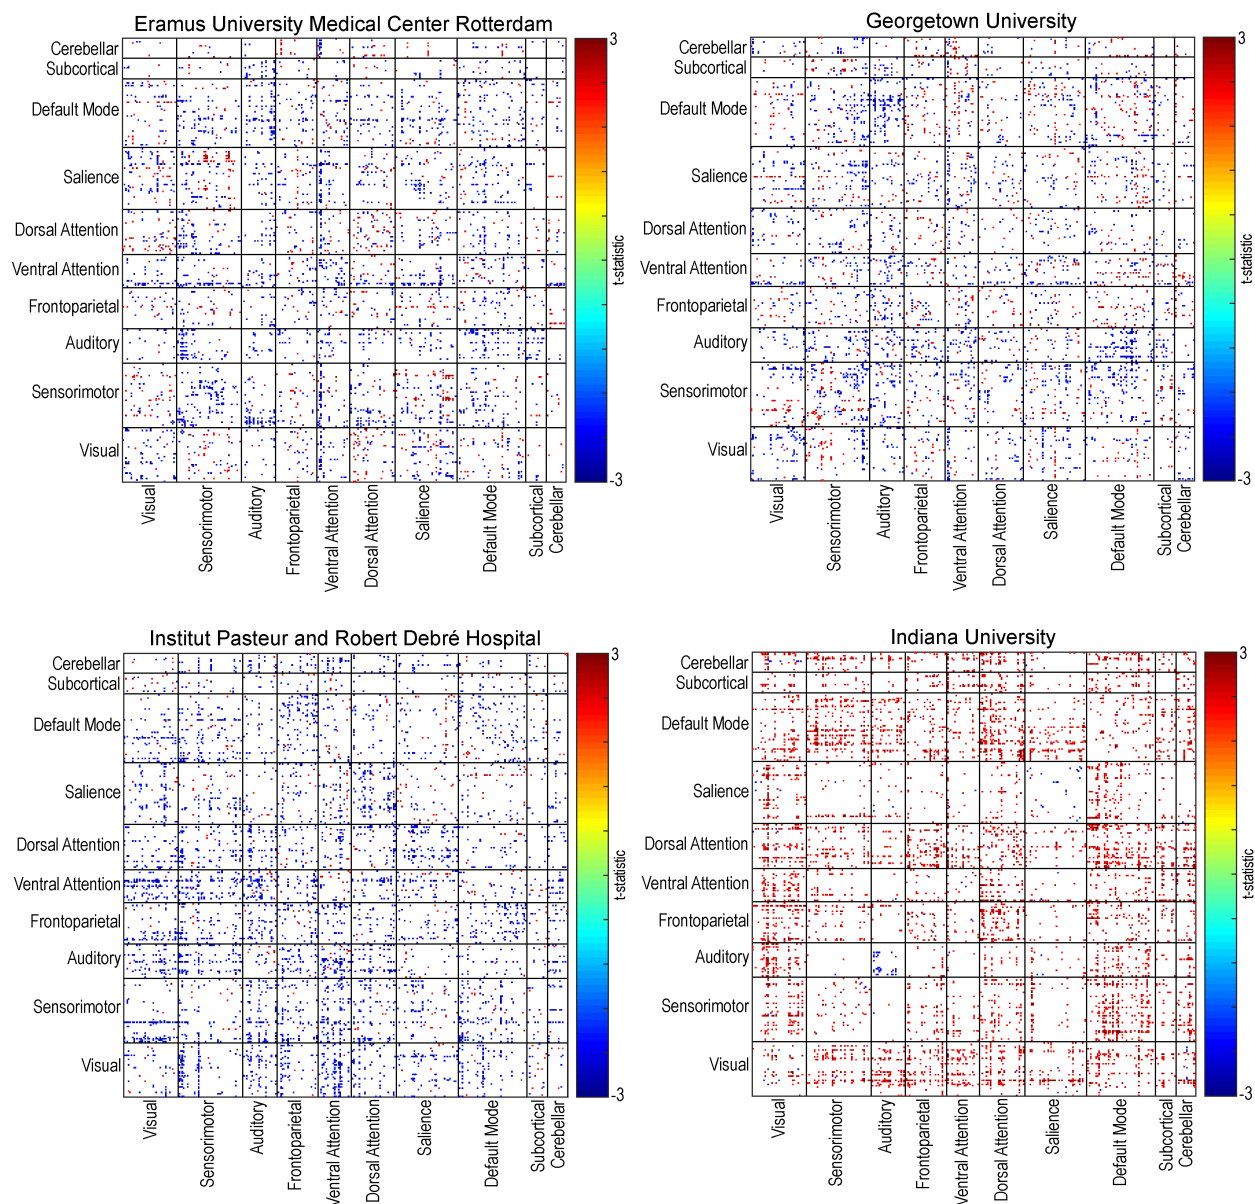 Eramus University Medical Center Rotterdam
Cerebellar
Subcortical
Default Mode
Salience
Dorsal Attention
Ventral Attention
Frontoparietal
Auditory
Sensorimotor
Visual
Visual
Sensorimotor
Auditory
Frontoparietal
Ventral Attention
Dorsal Attention
Salience
Default Mode
Subcortical
Cerebellar
3
t-statistic
-3
Georgetown University
Cerebellar
Subcortical
Default Mode
Salience
Dorsal Attention
Ventral Attention
Frontoparietal
Auditory
Sensorimotor
Visual
Visual
Sensorimotor
Auditory
Frontoparietal
Ventral Attention
Dorsal Attention
Salience
Default Mode
Subcortical
Cerebellar
3
t-statistic
-3
Institut Pasteur and Robert Debré Hospital
Cerebellar
Subcortical
Default Mode
Salience
Dorsal Attention
Ventral Attention
Frontoparietal
Auditory
Sensorimotor
Visual
Visual
Sensorimotor
Auditory
Frontoparietal
Ventral Attention
Dorsal Attention
Salience
Default Mode
Subcortical
Cerebellar
3
t-statistic
-3
Indiana University
Cerebellar
Subcortical
Default Mode
Salience
Dorsal Attention
Ventral Attention
Frontoparietal
Auditory
Sensorimotor
Visual
Visual
Sensorimotor
Auditory
Frontoparietal
Ventral Attention
Dorsal Attention
Salience
Default Mode
Subcortical
Cerebellar
3
t-statistic
-3